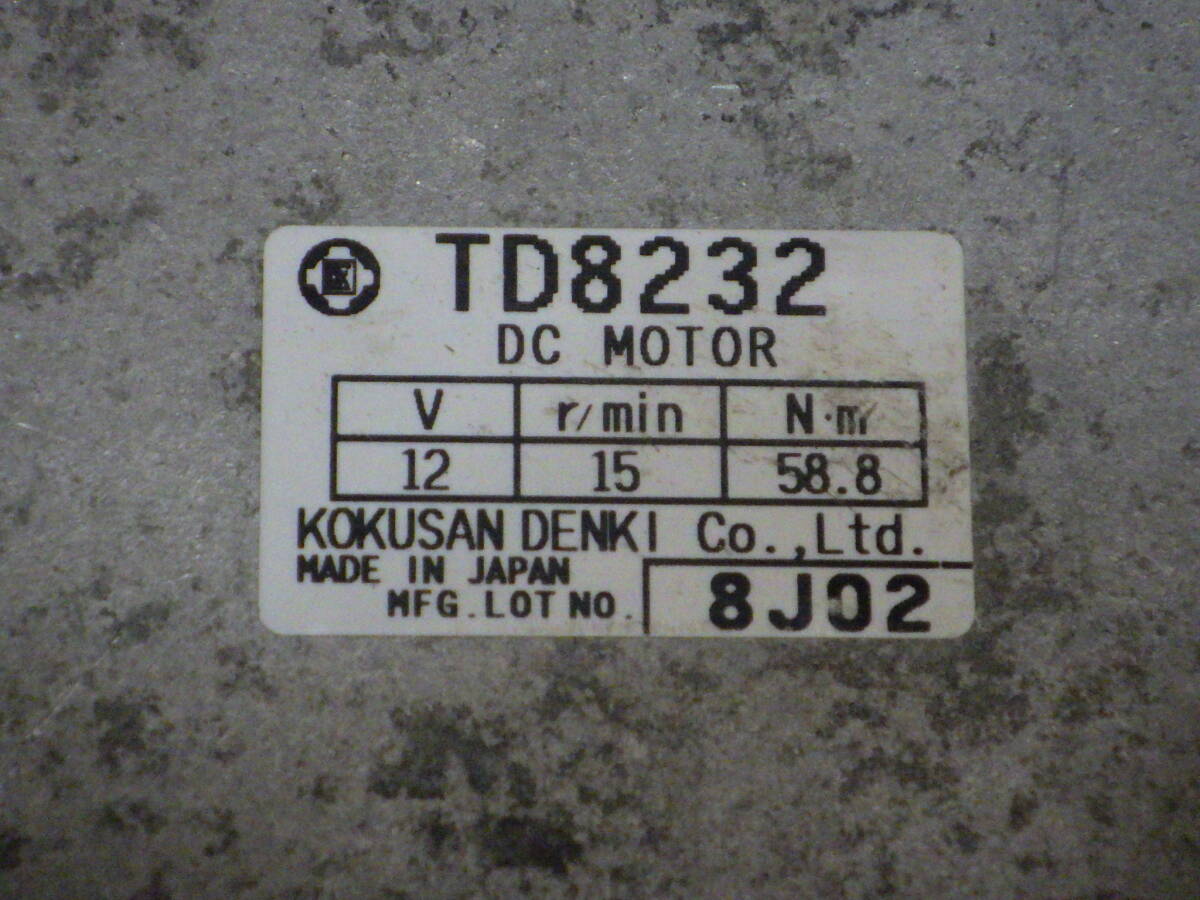 TD8232
DC MOTOR
V r/min N·m
12 15 58.8
KOKUSAN DENKI Co.,Ltd.
MADE IN JAPAN
MFG. LOT NO. 8J02